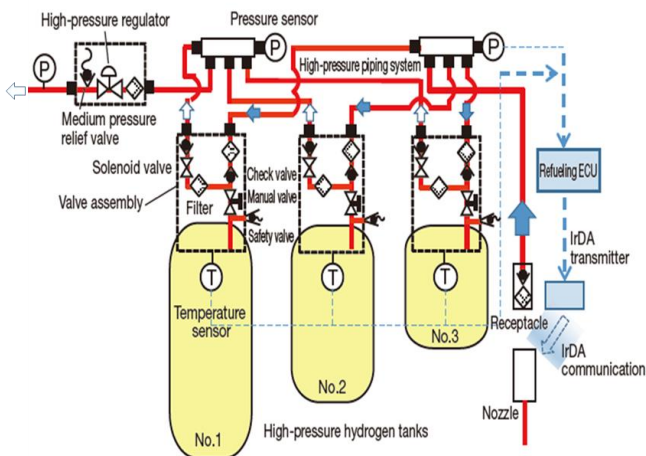 High-pressure regulator
Pressure sensor
P
P
High-pressure piping system
P
Medium pressure
relief valve
Solenoid valve
Check valve
Manual valve
Valve assembly
Filter
Safety valve
Refueling ECU
IrDA
transmitter
T
T
T
Temperature
sensor
Receptacle
No.3
IrDA
communication
No.2
Nozzle
No.1
High-pressure hydrogen tanks